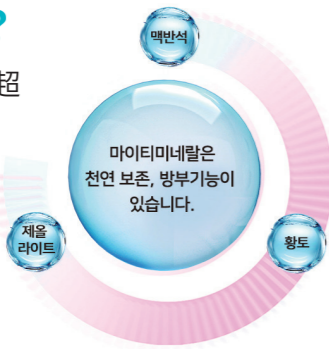 맥반석
超
마이티미네랄은
천연 보존, 방부기능이
있습니다.
제올
라이트
황토